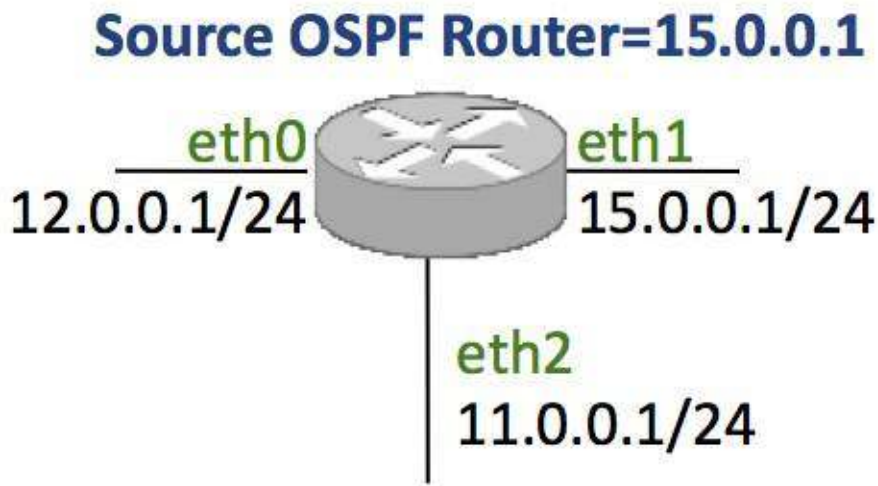 Source OSPF Router=15.0.0.1
eth0
eth1
12.0.0.1/24
15.0.0.1/24
eth2
11.0.0.1/24